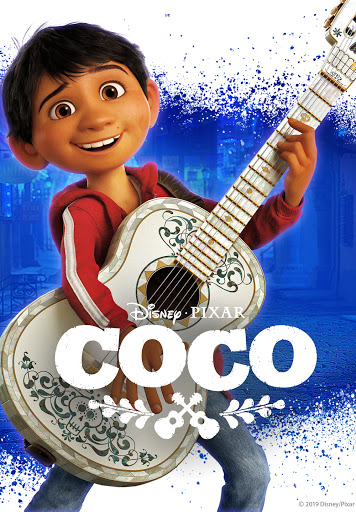 Disney · PIXAR
COCO
© 2019 Disney/Pixar